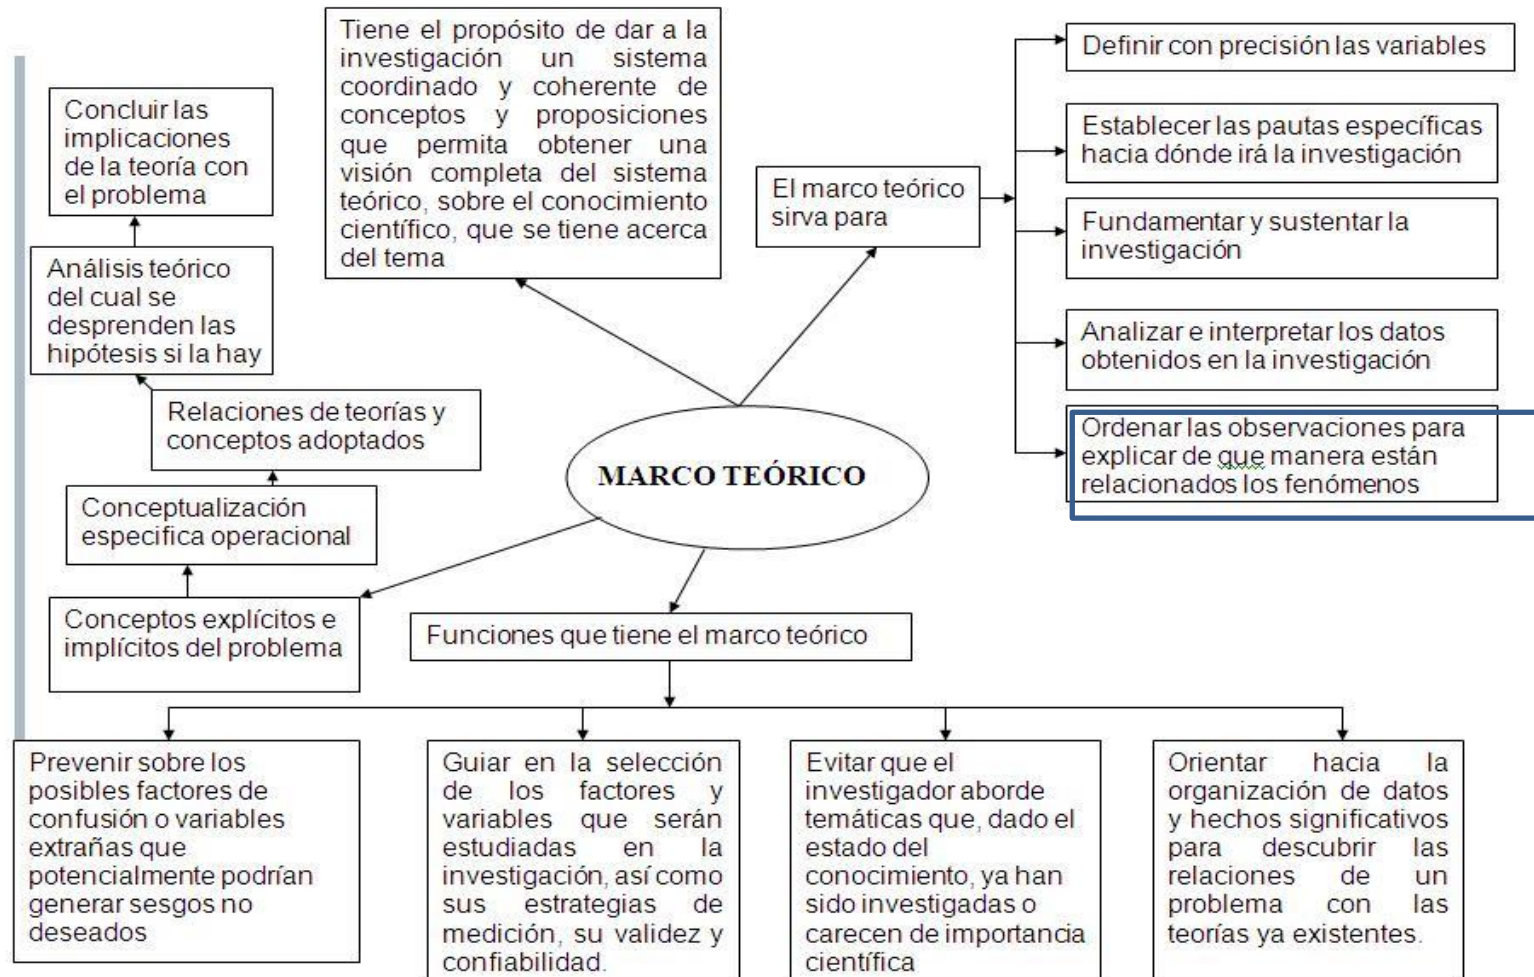 Tiene el propósito de dar a la
investigación un sistema
coordinado y coherente de
conceptos y proposiciones
que permita obtener una
visión completa del sistema
teórico, sobre el conocimiento
científico, que se tiene acerca
del tema
El marco teórico
sirva para
Definir con precisión las variables
Establecer las pautas específicas
hacia dónde irá la investigación
Fundamentar y sustentar la
investigación
Analizar e interpretar los datos
obtenidos en la investigación
Ordenar las observaciones para
explicar de que manera están
relacionados los fenómenos
Concluir las
implicaciones
de la teoría con
el problema
Análisis teórico
del cual se
desprenden las
hipótesis si la hay
Relaciones de teorías y
conceptos adoptados
Conceptualización
especifica operacional
Conceptos explícitos e
implícitos del problema
MARCO TEÓRICO
Funciones que tiene el marco teórico
Prevenir sobre los
posibles factores de
confusión o variables
extrañas que
potencialmente podrían
generar sesgos no
deseados
Guiar en la selección
de los factores y
variables que serán
estudiadas en la
investigación, así como
sus estrategias de
medición, su validez y
confiabilidad.
Evitar que el
investigador aborde
temáticas que, dado el
estado del
conocimiento, ya han
sido investigadas o
carecen de importancia
científica
Orientar hacia la
organización de datos
y hechos significativos
para descubrir las
relaciones de un
problema con las
teorías ya existentes.